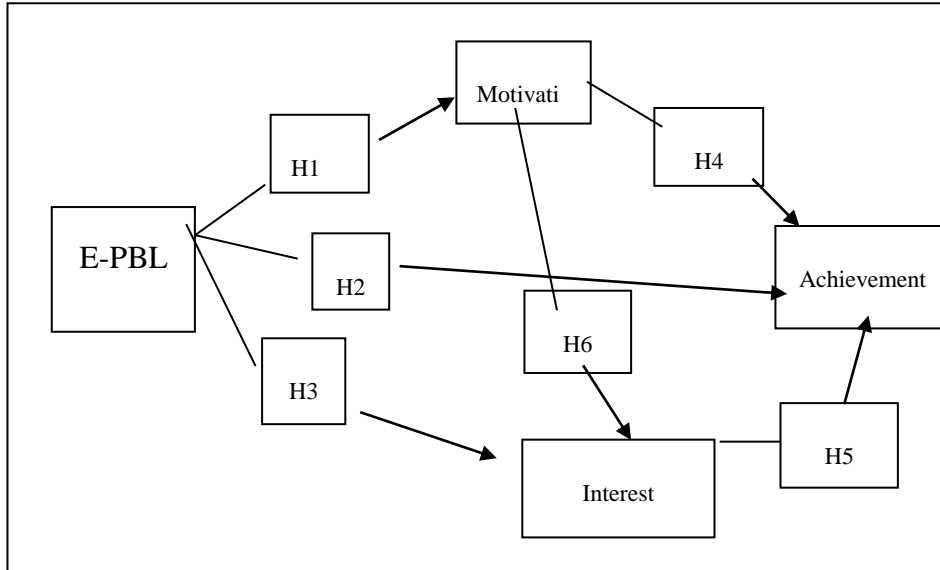 Motivati
H1
H4
E-PBL
H2
Achievement
H6
H3
H5
Interest